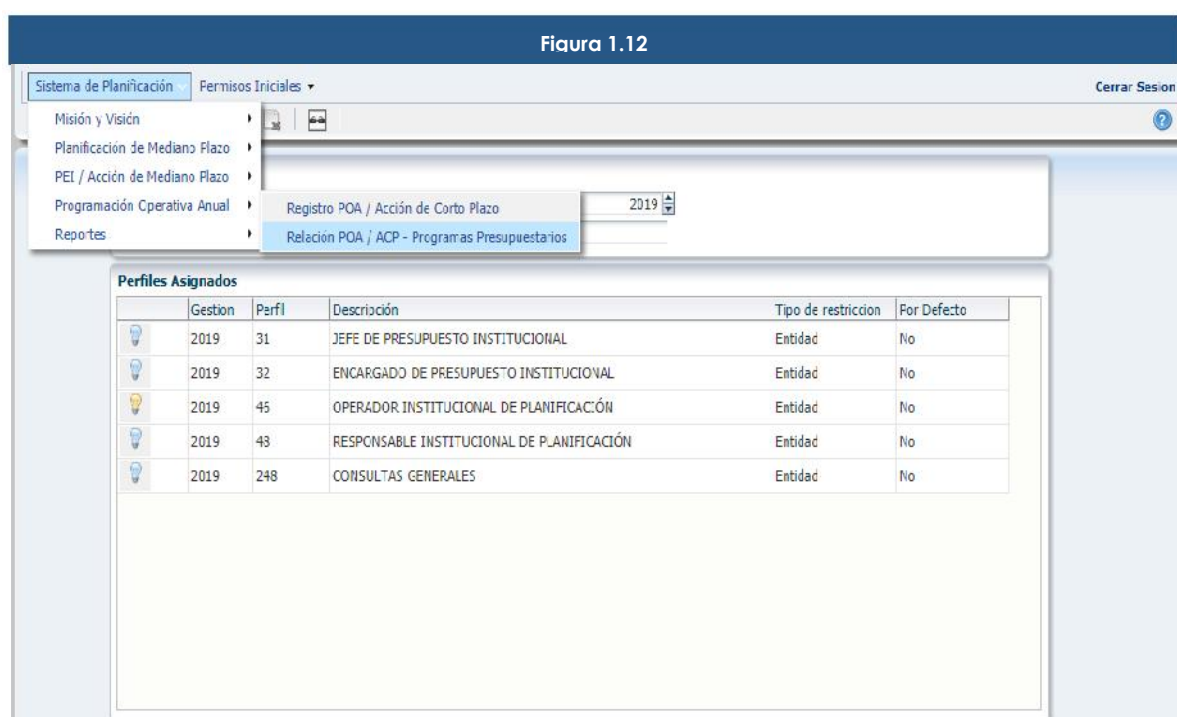 Figura 1.12
Sistema de Planificación Permisos Iniciales Cerrar Sesion
Misión y Visión
Planificación de Mediano Plazo
PEI / Acción de Mediano Plazo
Programación Operativa Anual
Reportes
Registro POA / Acción de Corto Plazo
Relación POA / ACP - Programas Presupuestarios
2019
Perfiles Asignados
Gestion Perfil Descripción Tipo de restriccion Por Defecto
2019 31 JEFE DE PRESUPUESTO INSTITUCIONAL Entidad No
2019 32 ENCARGADO DE PRESUPUESTO INSTITUCIONAL Entidad No
2019 45 OPERADOR INSTITUCIONAL DE PLANIFICACIÓN Entidad No
2019 RESPONSABLE INSTITUCIONAL DE PLANIFICACIÓN Entidad No
2019 248 CONSULTAS GENERALES Entidad No